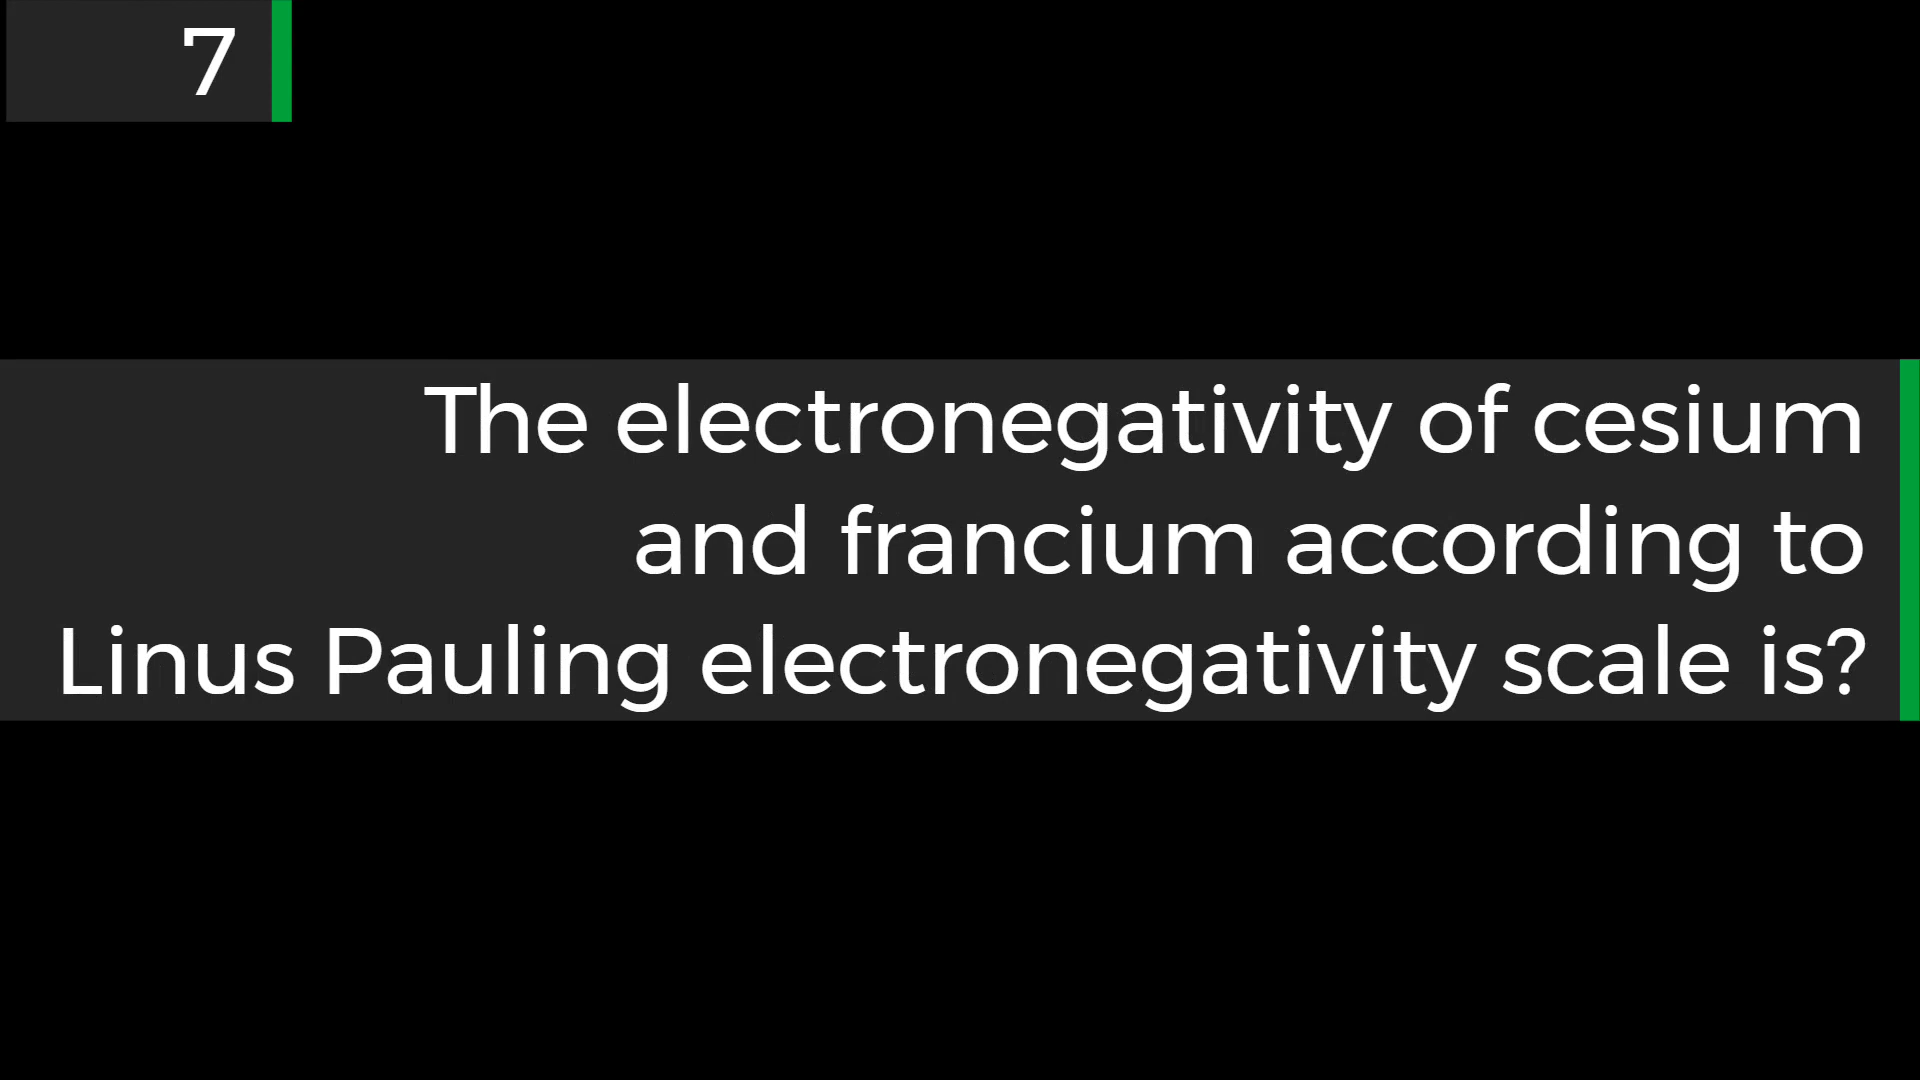 7
The electronegativity of cesium
and francium according to
Linus Pauling electronegativity scale is?